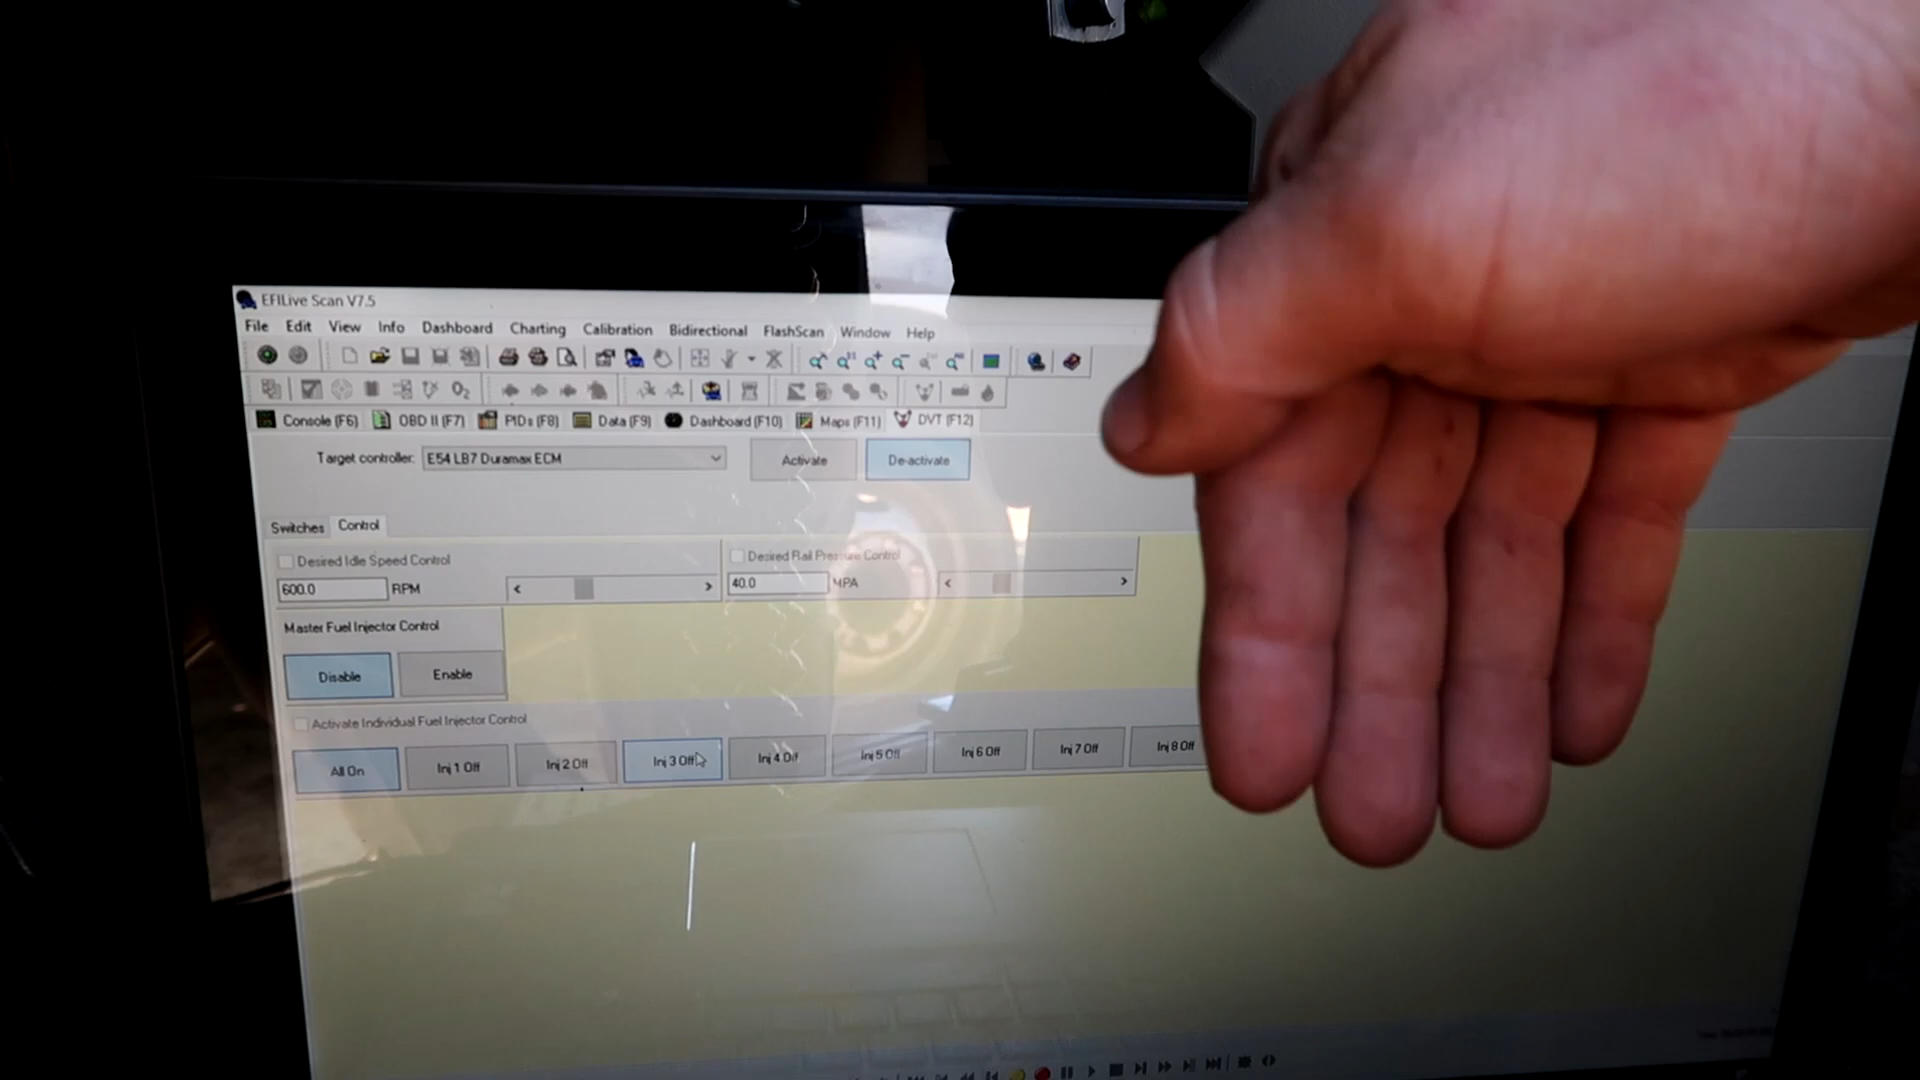 EFILive Scan V7.5
File Edit View Info Dashboard Charting Calibration Bidirectional FlashScan Window Help
Console (F6) OBD II (F7) PIDs (F8) Data (F9) Dashboard (F10) Maps (F11) DVT (F12)
Target controller: E54 LB7 Duramax ECM Activate De-activate
Switches Control
Desired Idle Speed Control Desired Rail Pressure Control
600.0 RPM 40.0 MPA
Master Fuel Injector Control
Disable Enable
Activate Individual Fuel Injector Control
All On Inj 1 Off Inj 2 Off Inj 3 Off Inj 4 Off Inj 5 Off Inj 6 Off Inj 7 Off Inj 8 Off